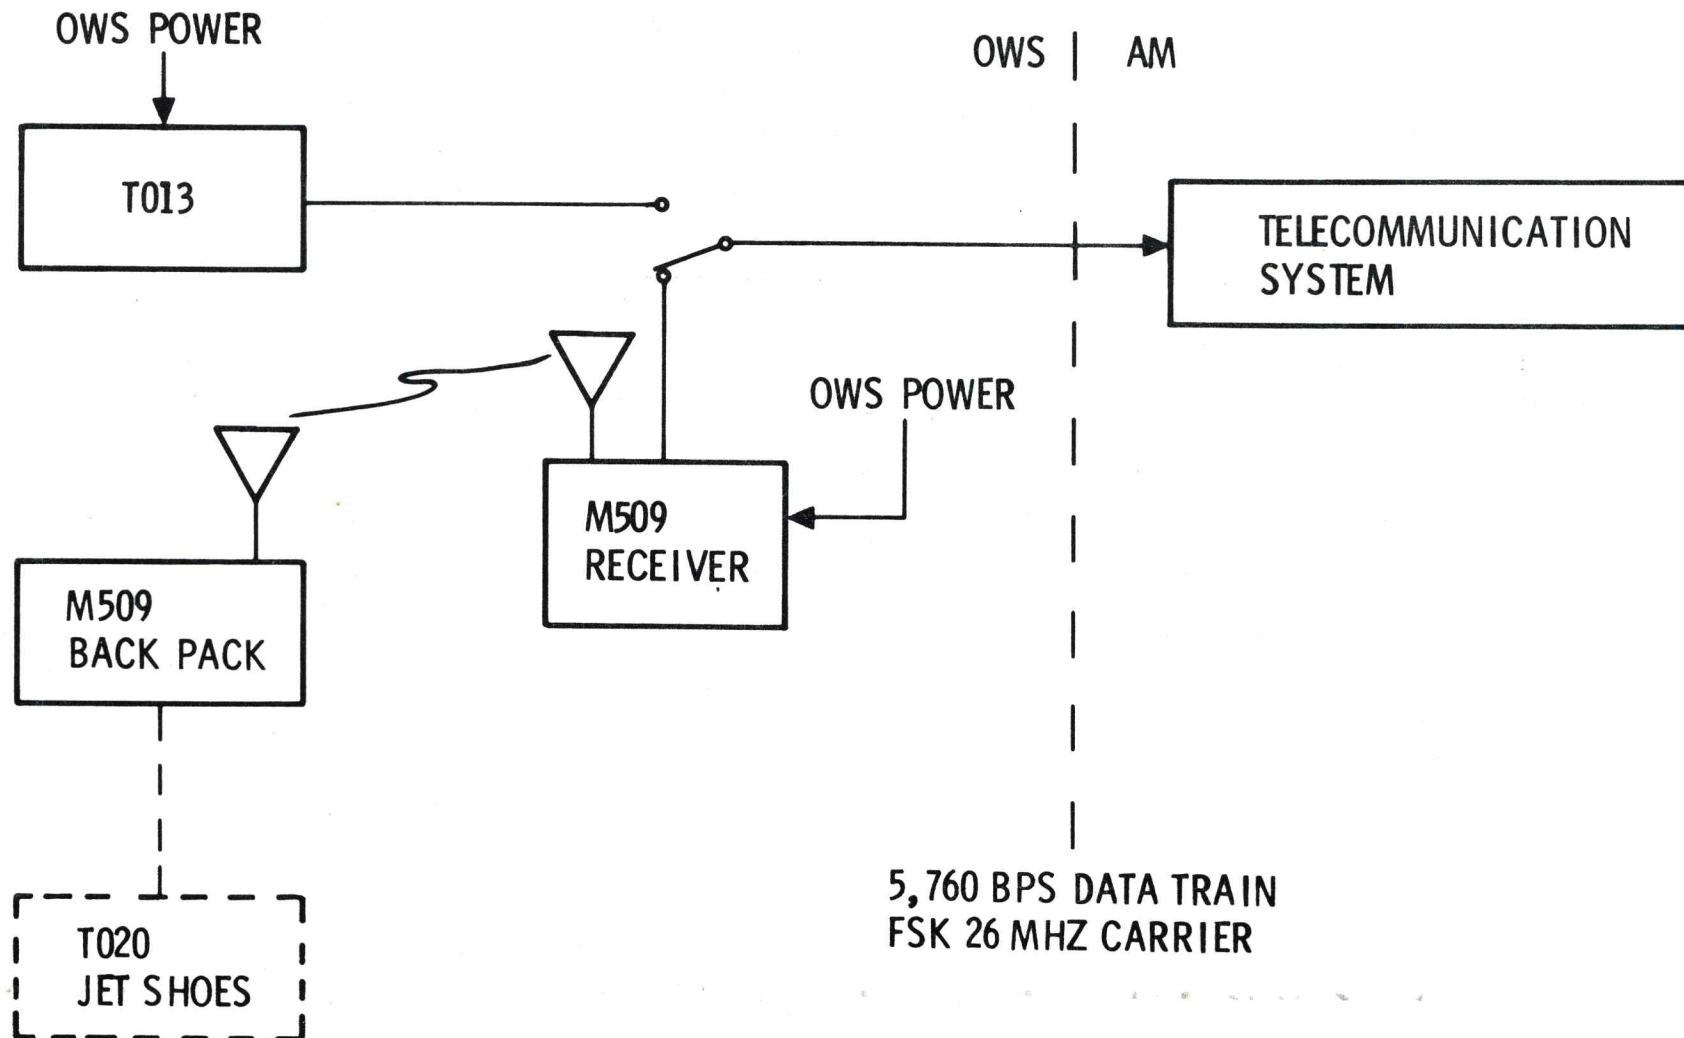 OWS POWER
OWS | AM
T013
TELECOMMUNICATION
SYSTEM
OWS POWER
M509
RECEIVER
M509
BACK PACK
5,760 BPS DATA TRAIN
FSK 26 MHZ CARRIER
T020
JET SHOES